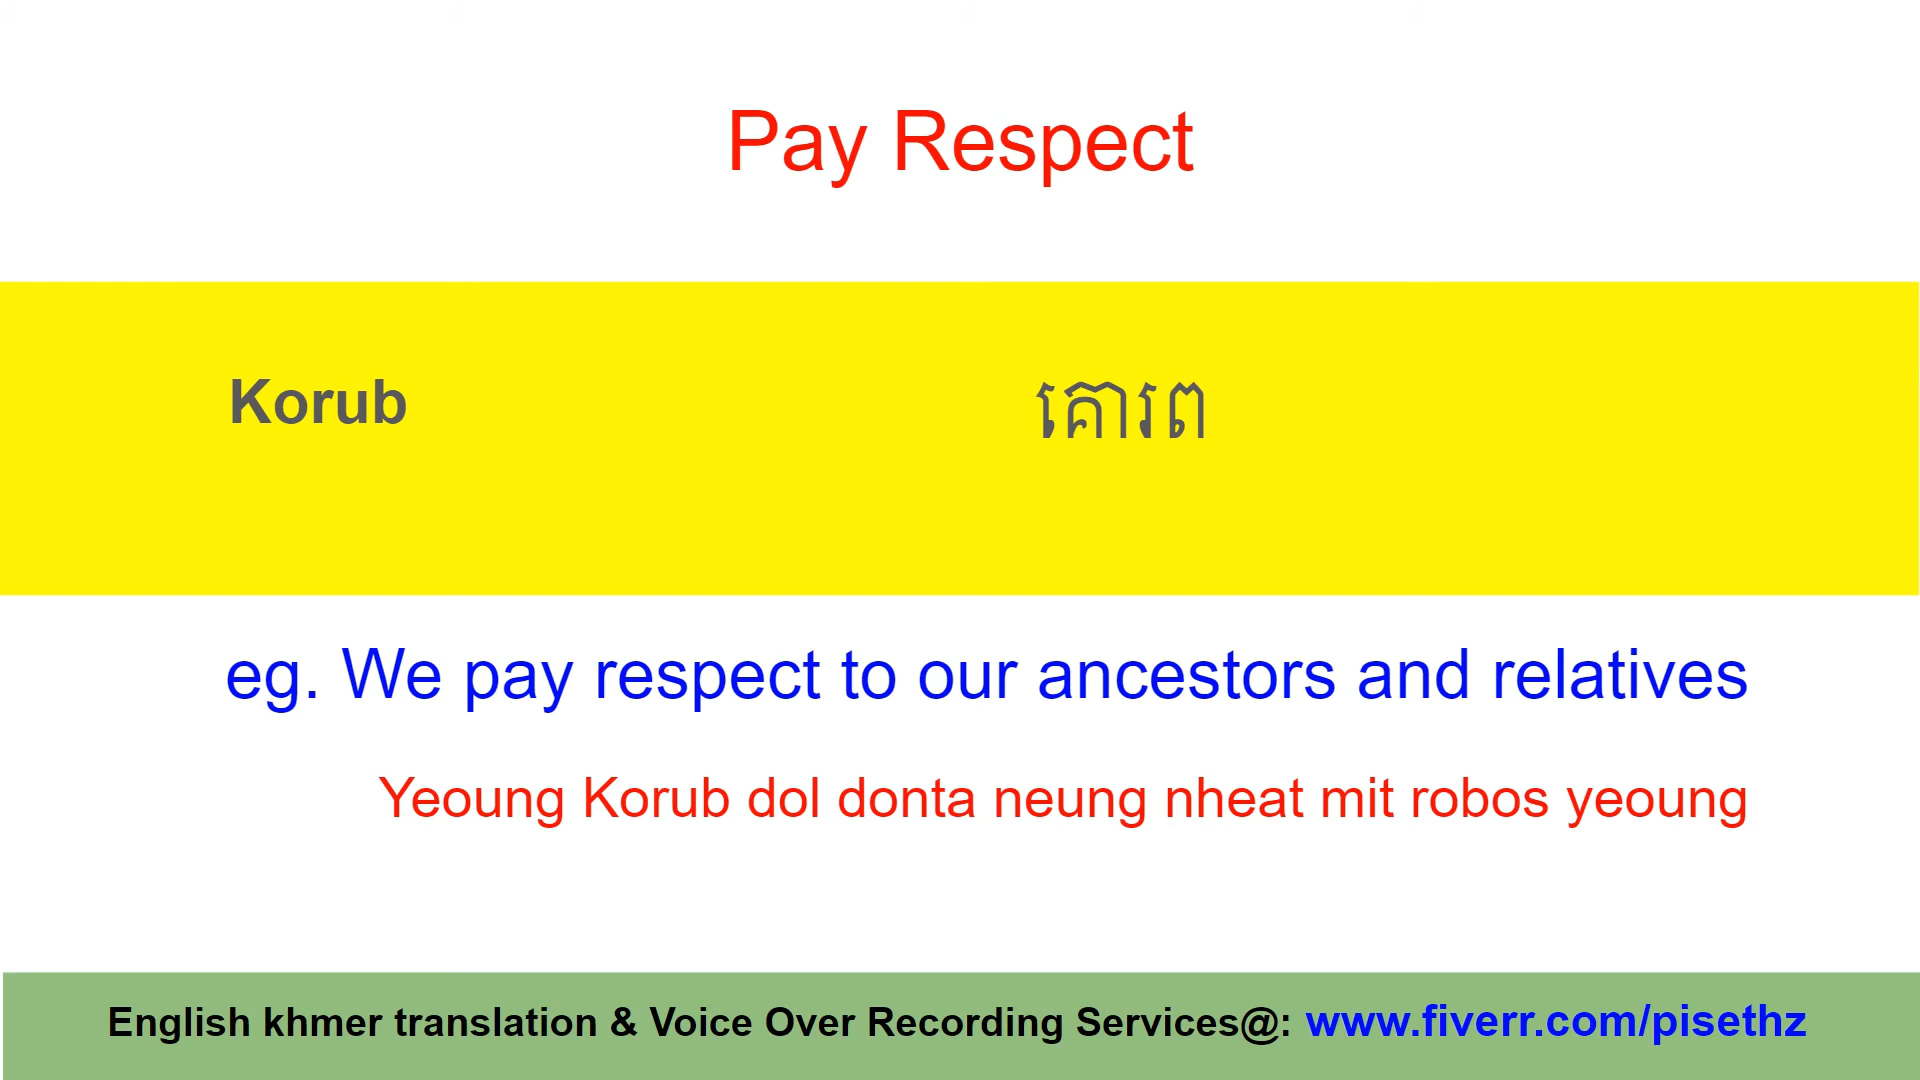 Pay Respect
Korub គោរព
eg. We pay respect to our ancestors and relatives
Yeoung Korub dol donta neung nheat mit robos yeoung
English khmer translation & Voice Over Recording Services@: www.fiverr.com/pisethz